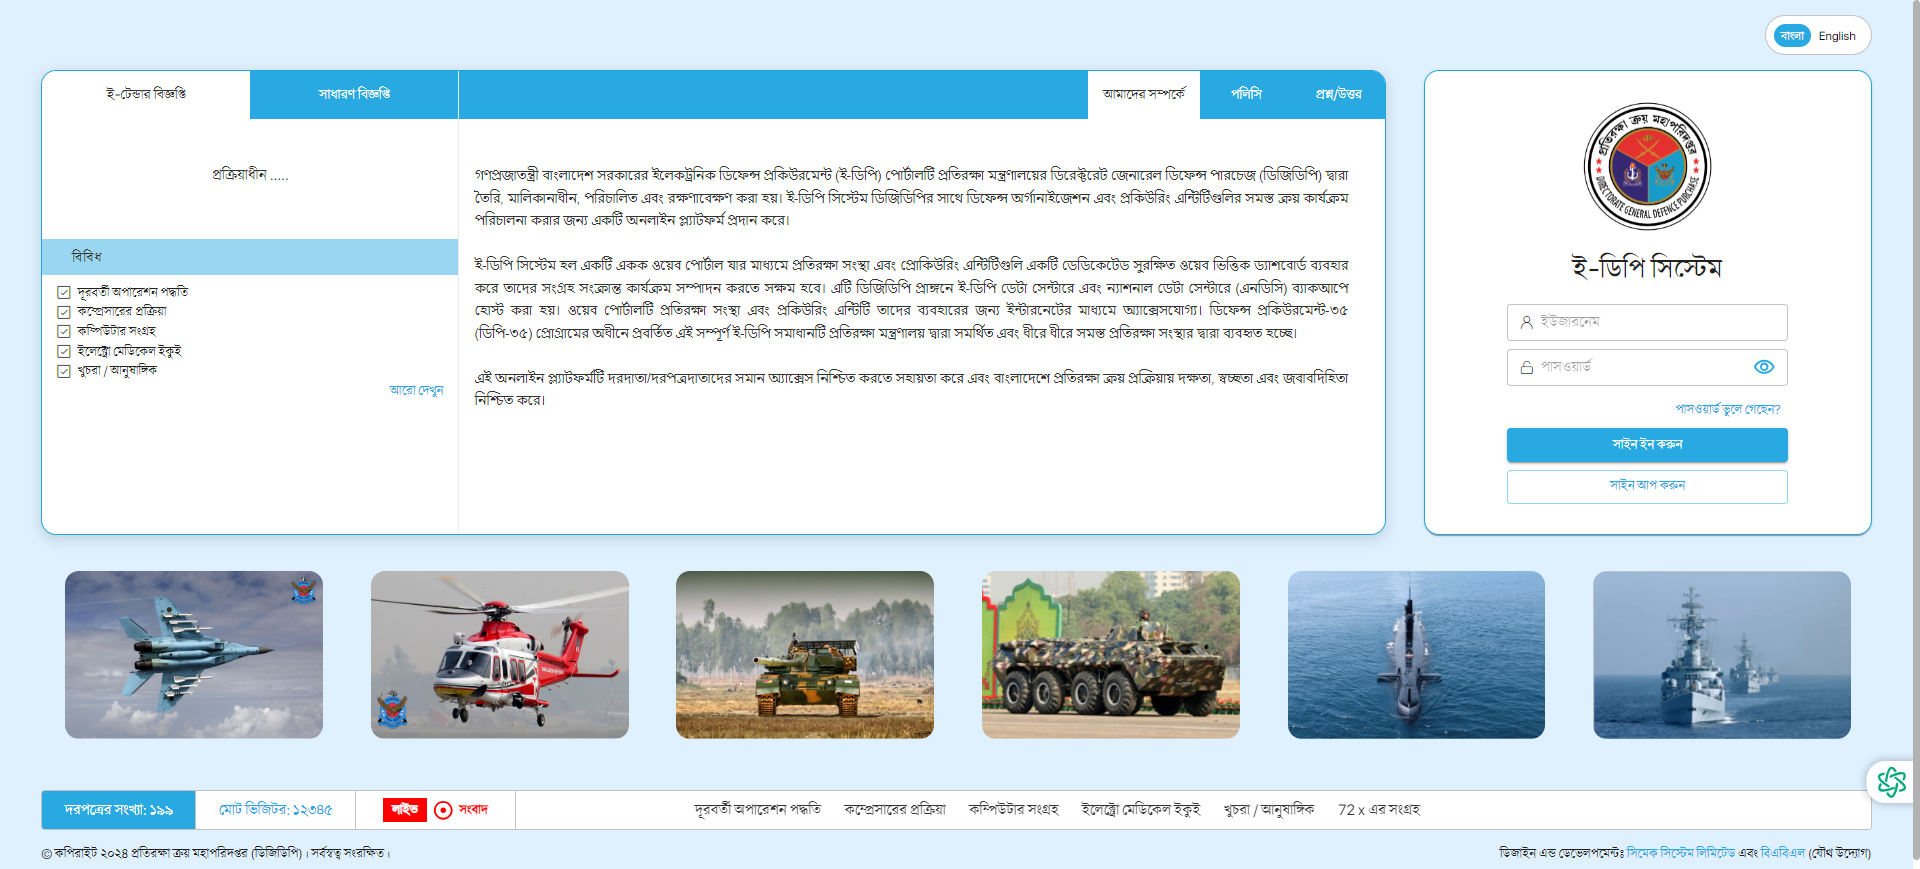 বাংলা English
ই-টেন্ডার বিজ্ঞপ্তি
সাধারণ বিজ্ঞপ্তি
আমাদের সম্পর্কে
পলিসি
প্রশ্ন/উত্তর
প্রক্রিয়াধীন .....
বিবিধ
দূরবর্তী অপারেশন পদ্ধতি
কম্প্রেসারের প্রক্রিয়া
কম্পিউটার সংগ্রহ
ইলেক্ট্রো মেডিকেল ইকুই
খুচরা / আনুষাঙ্গিক
আরো দেখুন
গণপ্রজাতন্ত্রী বাংলাদেশ সরকারের ইলেকট্রনিক ডিফেন্স প্রকিউরমেন্ট (ই-ডিপি) পোর্টালটি প্রতিরক্ষা মন্ত্রণালয়ের ডিরেক্টরেট জেনারেল ডিফেন্স পারচেজ (ডিজিডিপি) দ্বারা
তৈরি, মালিকানাধীন, পরিচালিত এবং রক্ষণাবেক্ষণ করা হয়। ই-ডিপি সিস্টেম ডিজিডিপির সাথে ডিফেন্স অর্গানাইজেশন এবং প্রকিউরিং এন্টিটিগুলির সমস্ত ক্রয় কার্যক্রম
পরিচালনা করার জন্য একটি অনলাইন প্ল্যাটফর্ম প্রদান করে।
ই-ডিপি সিস্টেম হল একটি একক ওয়েব পোর্টাল যার মাধ্যমে প্রতিরক্ষা সংস্থা এবং প্রোকিউরিং এন্টিটিগুলি একটি ডেডিকেটেড সুরক্ষিত ওয়েব ভিত্তিক ড্যাশবোর্ড ব্যবহার
করে তাদের সংগ্রহ সংক্রান্ত কার্যক্রম সম্পাদন করতে সক্ষম হবে। এটি ডিজিডিপি প্রাঙ্গনে ই-ডিপি ডেটা সেন্টারে এবং ন্যাশনাল ডেটা সেন্টারে (এনডিসি) ব্যাকআপে
হোস্ট করা হয়। ওয়েব পোর্টালটি প্রতিরক্ষা সংস্থা এবং প্রকিউরিং এন্টিটি তাদের ব্যবহারের জন্য ইন্টারনেটের মাধ্যমে অ্যাক্সেসযোগ্য। ডিফেন্স প্রকিউরমেন্ট-৩৫
(ডিপি-৩৫) প্রোগ্রামের অধীনে প্রবর্তিত এই সম্পূর্ণ ই-ডিপি সমাধানটি প্রতিরক্ষা মন্ত্রণালয় দ্বারা সমর্থিত এবং ধীরে ধীরে সমস্ত প্রতিরক্ষা সংস্থার দ্বারা ব্যবহৃত হচ্ছে।
এই অনলাইন প্ল্যাটফর্মটি দরদাতা/দরপত্রদাতাদের সমান অ্যাক্সেস নিশ্চিত করতে সহায়তা করে এবং বাংলাদেশে প্রতিরক্ষা ক্রয় প্রক্রিয়ায় দক্ষতা, স্বচ্ছতা এবং জবাবদিহিতা
নিশ্চিত করে।
প্রতিরক্ষা ক্রয় মহাপরিদপ্তর
DIRECTORATE GENERAL DEFENCE PURCHASE
ই-ডিপি সিস্টেম
ইউজারনেম
পাসওয়ার্ড
পাসওয়ার্ড ভুলে গেছেন?
সাইন ইন করুন
সাইন আপ করুন
দরপত্রের সংখ্যা: ১৯৯
মোট ভিজিটর: ১২৩৪৫
লাইভ সংবাদ
দূরবর্তী অপারেশন পদ্ধতি কম্প্রেসারের প্রক্রিয়া কম্পিউটার সংগ্রহ ইলেক্ট্রো মেডিকেল ইকুই খুচরা / আনুষাঙ্গিক 72 x এর সংগ্রহ
© কপিরাইট ২০২৪ প্রতিরক্ষা ক্রয় মহাপরিদপ্তর (ডিজিডিপি)। সর্বস্বত্ব সংরক্ষিত।
ডিজাইন এন্ড ডেভেলপমেন্টঃ সিমেক সিস্টেম লিমিটেড এবং বিএবিএল (যৌথ উদ্যোগ)